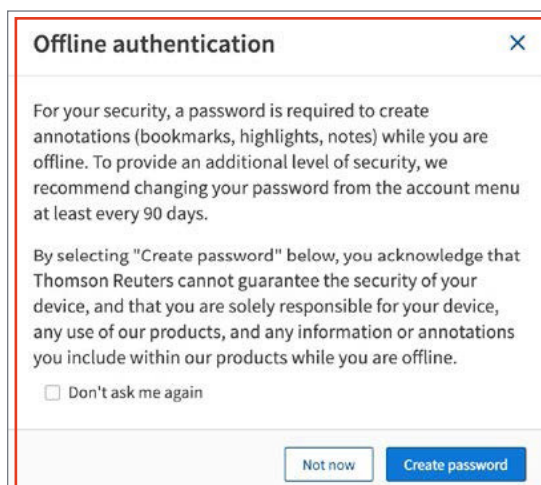 Offline authentication
For your security, a password is required to create
annotations (bookmarks, highlights, notes) while you are
offline. To provide an additional level of security, we
recommend changing your password from the account menu
at least every 90 days.
By selecting "Create password" below, you acknowledge that
Thomson Reuters cannot guarantee the security of your
device, and that you are solely responsible for your device,
any use of our products, and any information or annotations
you include within our products while you are offline.
Don't ask me again
Not now
Create password